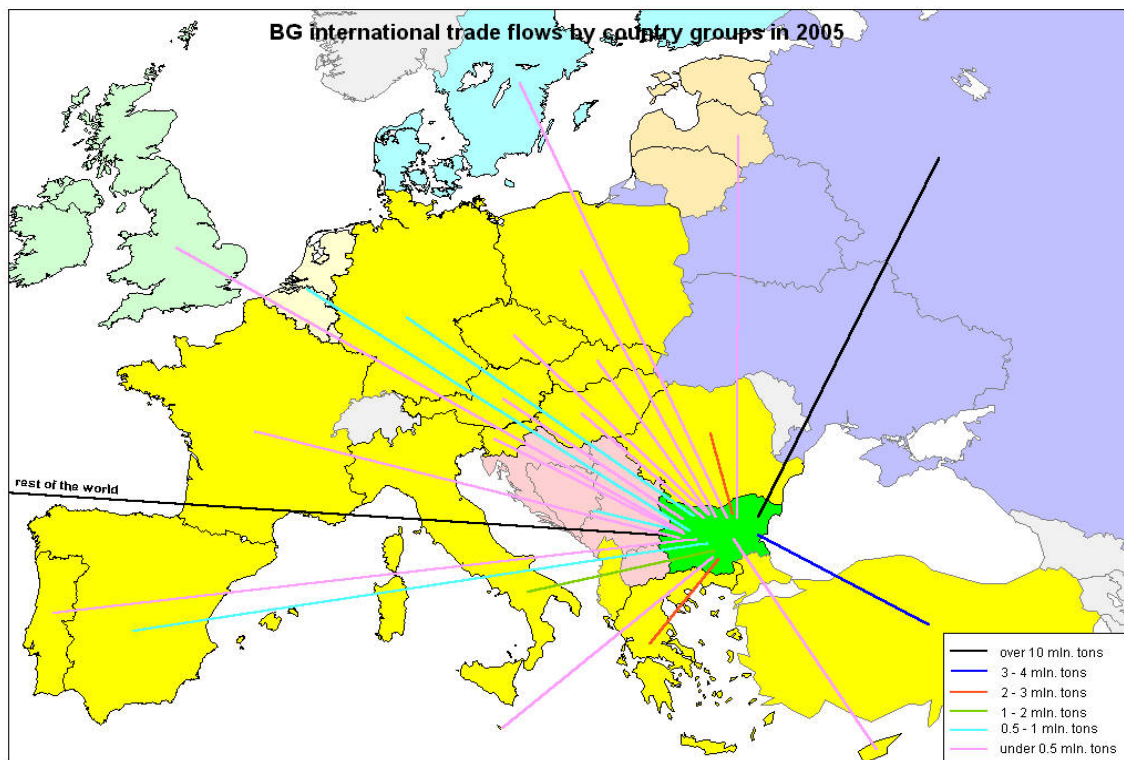 BG international trade flows by country groups in 2005
rest of the world
over 10 mln. tons
3 - 4 mln. tons
2 - 3 mln. tons
1 - 2 mln. tons
0.5 - 1 mln. tons
under 0.5 mln. tons